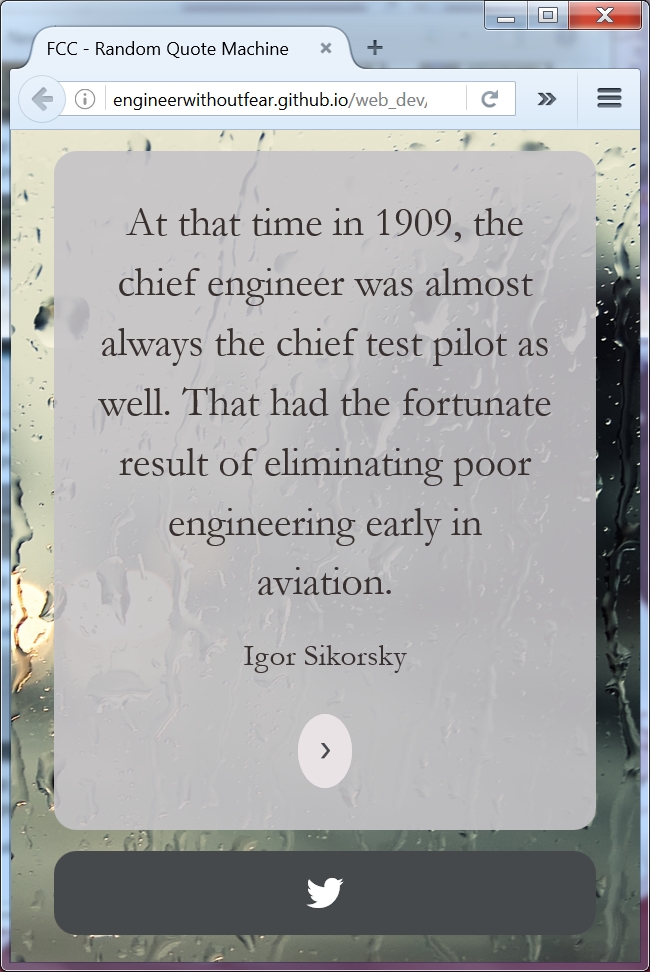 FCC - Random Quote Machine
engineerwithoutfear.github.io/web_dev/
At that time in 1909, the
chief engineer was almost
always the chief test pilot as
well. That had the fortunate
result of eliminating poor
engineering early in
aviation.
Igor Sikorsky